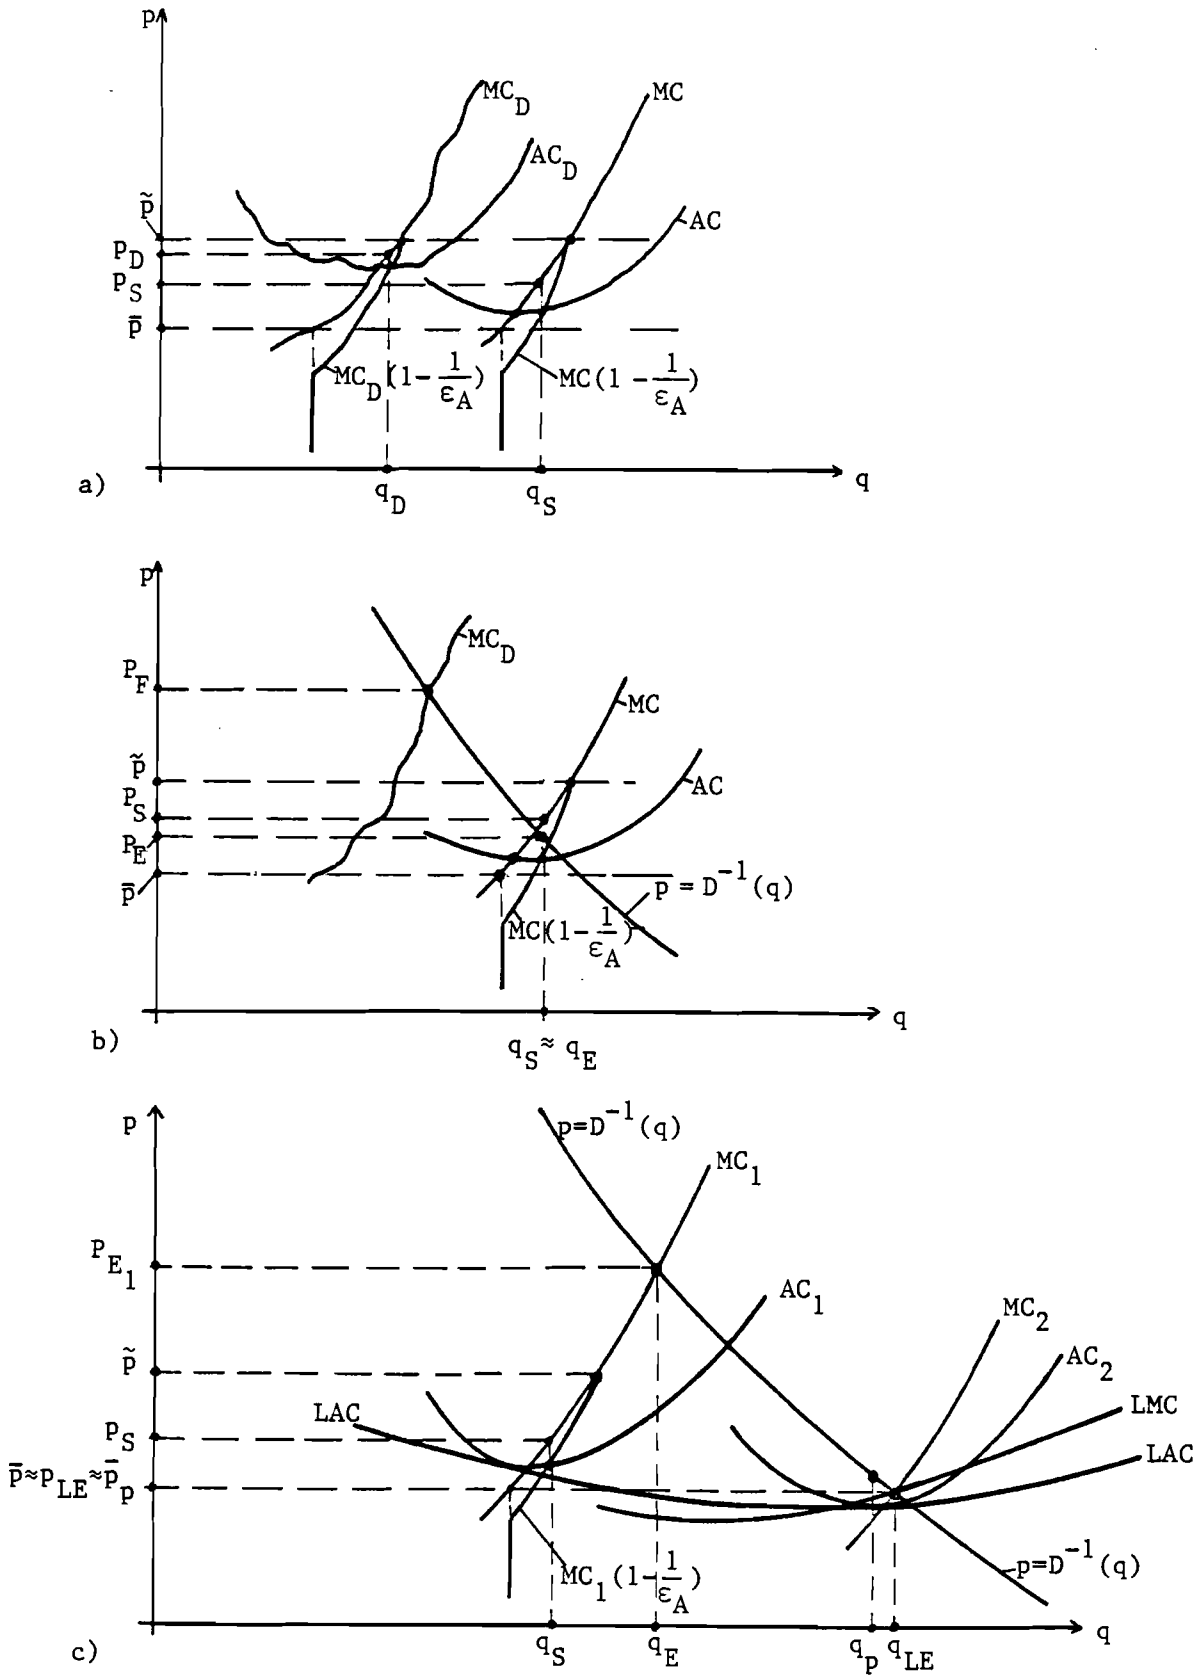 p
MC_D
MC
AC_D
AC
p̃
p_D
p_S
p̄
MC_D(1-1/ε_A)
MC(1-1/ε_A)
a)
q_D
q_S
q
p
MC_D
P_F
MC
p̃
AC
P_S
P_E
p̄
p = D^-1(q)
MC(1-1/ε_A)
q
b)
q_S ≈ q_E
p
p=D^-1(q)
MC_1
P_E_1
AC_1
MC_2
p̃
AC_2
LAC
LMC
p_S
LAC
p̄≈p_LE≈p̄_p
MC_1(1-1/ε_A)
p=D^-1(q)
c)
q_S
q_E
q_p
q_LE
q